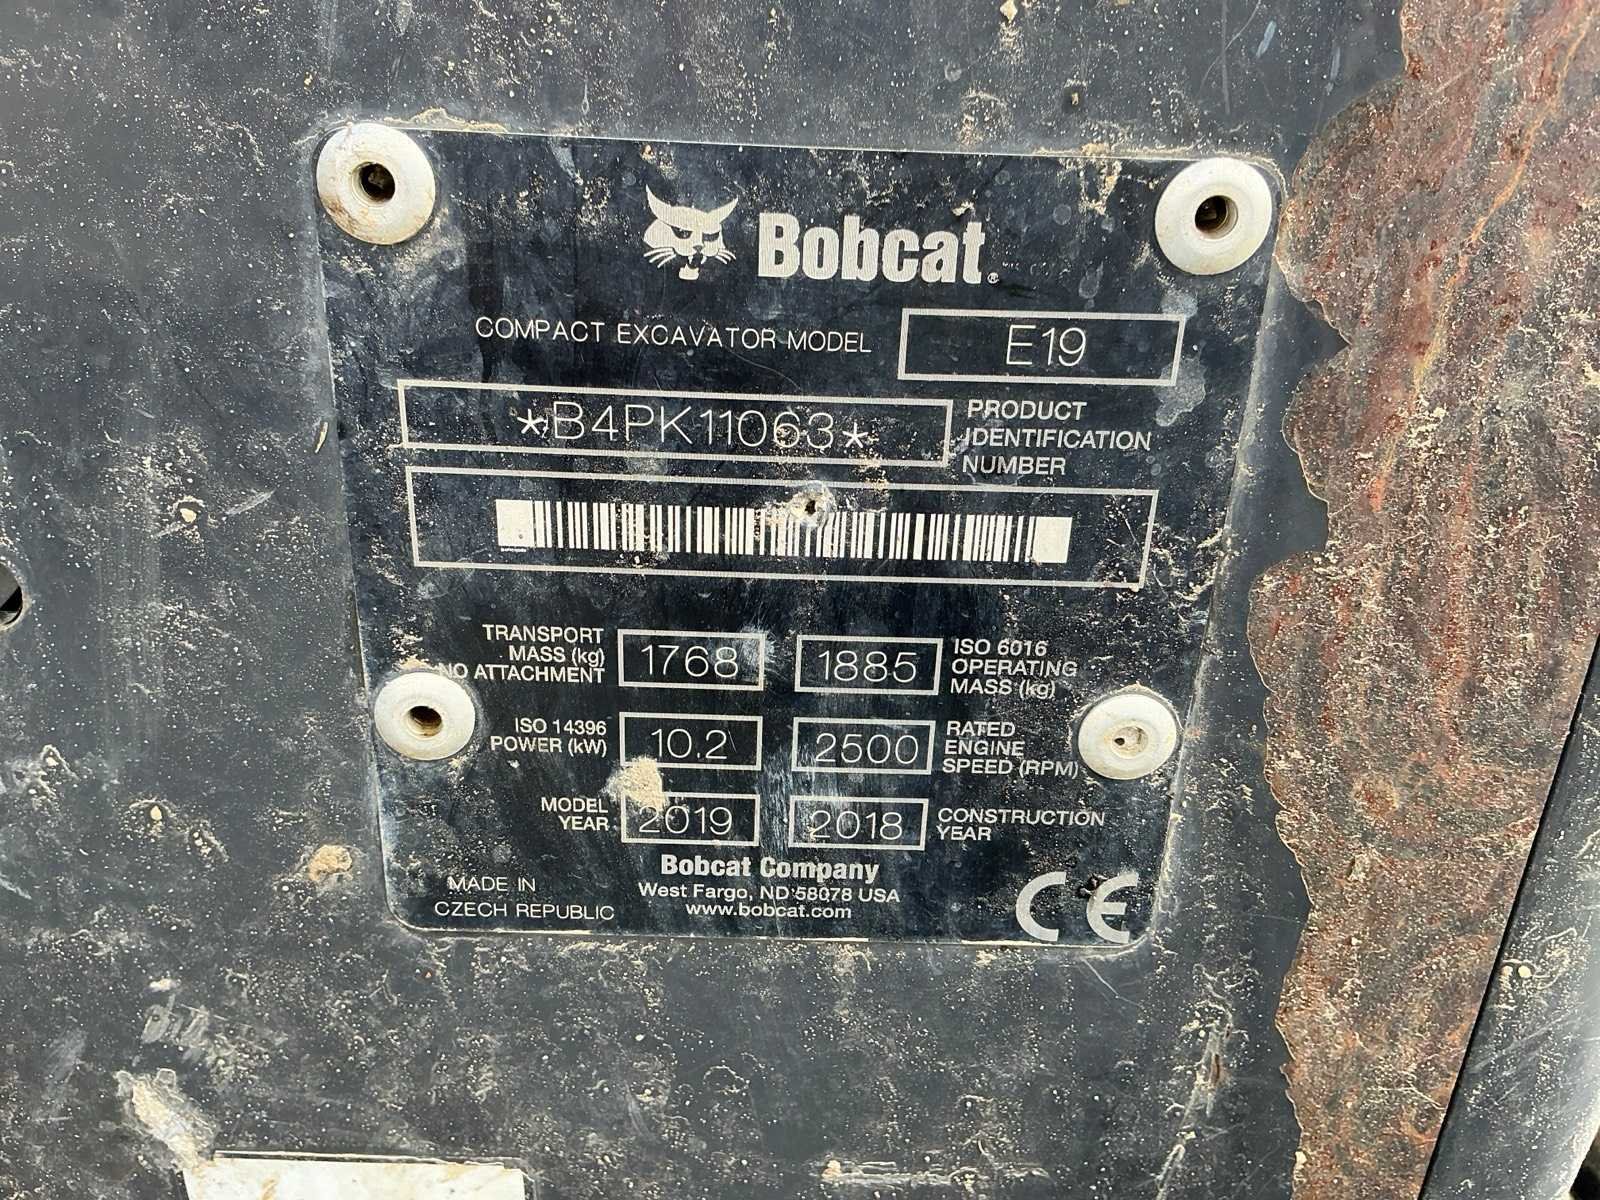 Bobcat®
COMPACT EXCAVATOR MODEL E19
*B4PK11063* PRODUCT
IDENTIFICATION
NUMBER
TRANSPORT
MASS (kg)
NO ATTACHMENT
1768
1885
ISO 6016
OPERATING
MASS (kg)
ISO 14396
POWER (kW)
10.2
2500
RATED
ENGINE
SPEED (RPM)
MODEL
YEAR
2019
2018
CONSTRUCTION
YEAR
Bobcat Company
West Fargo, ND 58078 USA
www.bobcat.com
MADE IN
CZECH REPUBLIC
CE